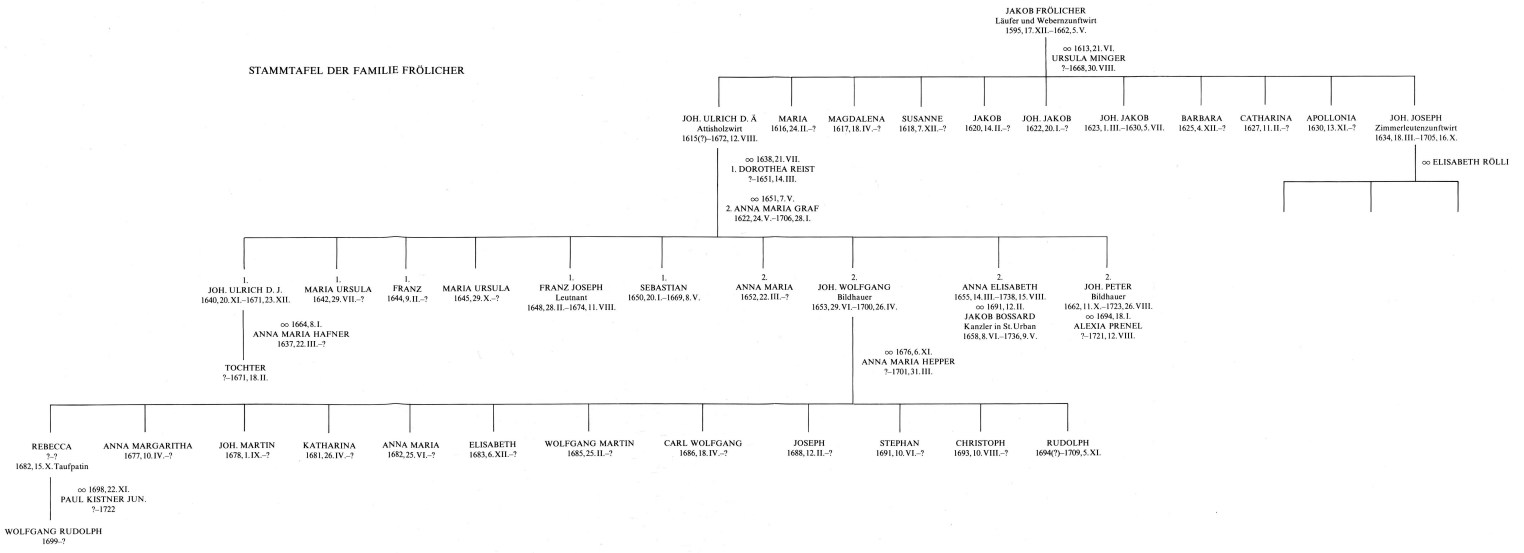 STAMMTAFEL DER FAMILIE FRÖLICHER
JAKOB FRÖLICHER
Läufer und Webernzunftwirt
1595, 17. XII.–1662, 5. V.
∞ 1613, 21. VI.
URSULA MINGER
?–1668, 30. VIII.
JOH. ULRICH D. Ä
Attisholzwirt
1615(?)–1672, 12. VIII.
MARIA
1616, 24. II.–?
MAGDALENA
1617, 18. IV.–?
SUSANNE
1618, 7. XII.–?
JAKOB
1620, 14. II.–?
JOH. JAKOB
1622, 20. I.–?
JOH. JAKOB
1623, 1. III.–1630, 5. VII.
BARBARA
1625, 4. XII.–?
CATHARINA
1627, 11. II.–?
APOLLONIA
1630, 13. XI.–?
JOH. JOSEPH
Zimmerleutenzunftwirt
1634, 18. III.–1705, 16. X.
∞ ELISABETH RÖLLI
∞ 1638, 21. VII.
1. DOROTHEA REIST
?–1651, 14. III.
∞ 1651, 7. V.
2. ANNA MARIA GRAF
1622, 24. V.–1706, 28. I.
1.
JOH. ULRICH D. J.
1640, 20. XI.–1671, 23. XII.
1.
MARIA URSULA
1642, 29. VII.–?
1.
FRANZ
1644, 9. II.–?
MARIA URSULA
1645, 29. X.–?
1.
FRANZ JOSEPH
Leutnant
1648, 28. II.–1674, 11. VIII.
1.
SEBASTIAN
1650, 20. I.–1669, 8. V.
2.
ANNA MARIA
1652, 22. III.–?
2.
JOH. WOLFGANG
Bildhauer
1653, 29. VI.–1700, 26. IV.
2.
ANNA ELISABETH
1655, 14. III.–1738, 15. VIII.
∞ 1691, 12. II.
JAKOB BOSSARD
Kanzler in St. Urban
1658, 8. VI.–1736, 9. V.
2.
JOH. PETER
Bildhauer
1662, 11. X.–1723, 26. VIII.
∞ 1694, 18. I.
ALEXIA PRENEL
?–1721, 12. VIII.
∞ 1664, 8. I.
ANNA MARIA HAFNER
1637, 22. III.–?
TOCHTER
?–1671, 18. II.
∞ 1676, 6. XI.
ANNA MARIA HEPPER
?–1701, 31. III.
REBECCA
?–?
1682, 15. X. Taufpatin
ANNA MARGARITHA
1677, 10. IV.–?
JOH. MARTIN
1678, 1. IX.–?
KATHARINA
1681, 26. IV.–?
ANNA MARIA
1682, 25. VI.–?
ELISABETH
1683, 6. XII.–?
WOLFGANG MARTIN
1685, 25. II.–?
CARL WOLFGANG
1686, 18. IV.–?
JOSEPH
1688, 12. II.–?
STEPHAN
1691, 10. VI.–?
CHRISTOPH
1693, 10. VIII.–?
RUDOLPH
1694(?)–1709, 5. XI.
∞ 1698, 22. XI.
PAUL KISTNER JUN.
?–1722
WOLFGANG RUDOLPH
1699–?